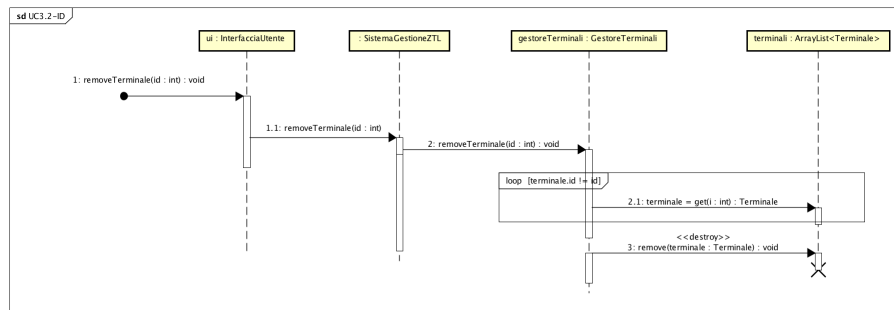 sd UC3.2-ID
ui : InterfacciaUtente
: SistemaGestioneZTL
gestoreTerminali : GestoreTerminali
terminali : ArrayList<Terminale>
1: removeTerminale(id : int) : void
1.1: removeTerminale(id : int)
2: removeTerminale(id : int) : void
loop [terminale.id != id]
2.1: terminale = get(i : int) : Terminale
<<destroy>>
3: remove(terminale : Terminale) : void